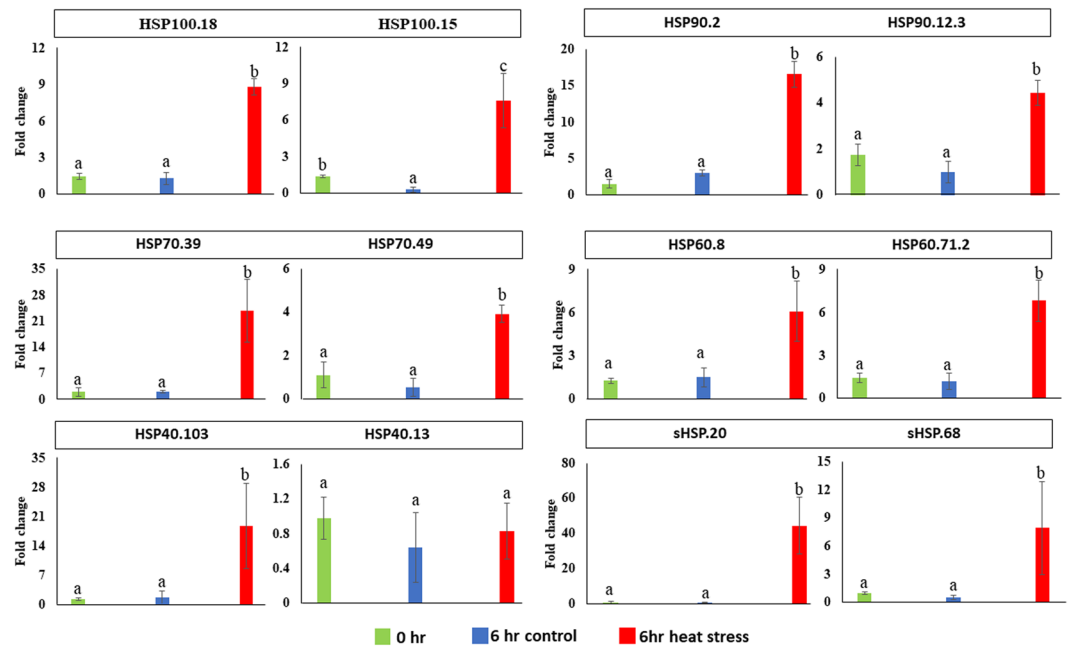 HSP100.18 HSP100.15
12
9
6
3
0
Fold change
a a b
12
9
6
3
0
b a c
HSP90.2 HSP90.12.3
20
15
10
5
0
Fold change
a a b
6
4
2
0
a a b
HSP70.39 HSP70.49
35
28
21
14
7
0
Fold change
a a b
6
4
2
0
a a b
HSP60.8 HSP60.71.2
9
6
3
0
Fold change
a a b
9
6
3
0
a a b
HSP40.103 HSP40.13
35
28
21
14
7
0
Fold change
a a b
1.6
1.2
0.8
0.4
0
a a a
sHSP.20 sHSP.68
80
60
40
20
0
Fold change
a a b
15
12
9
6
3
0
a a b
0 hr 6 hr control 6hr heat stress